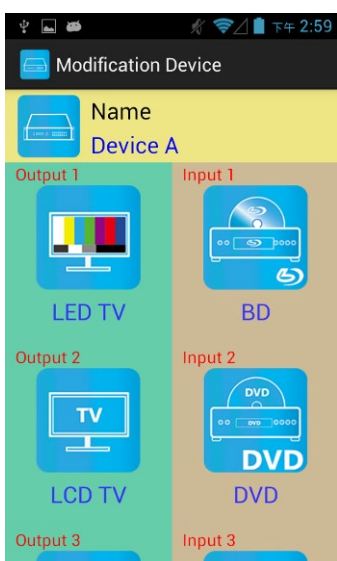 下午 2:59
Modification Device
Name
Device A
Output 1
Input 1
LED TV
BD
Output 2
Input 2
TV
DVD
DVD
DVD
LCD TV
DVD
Output 3
Input 3